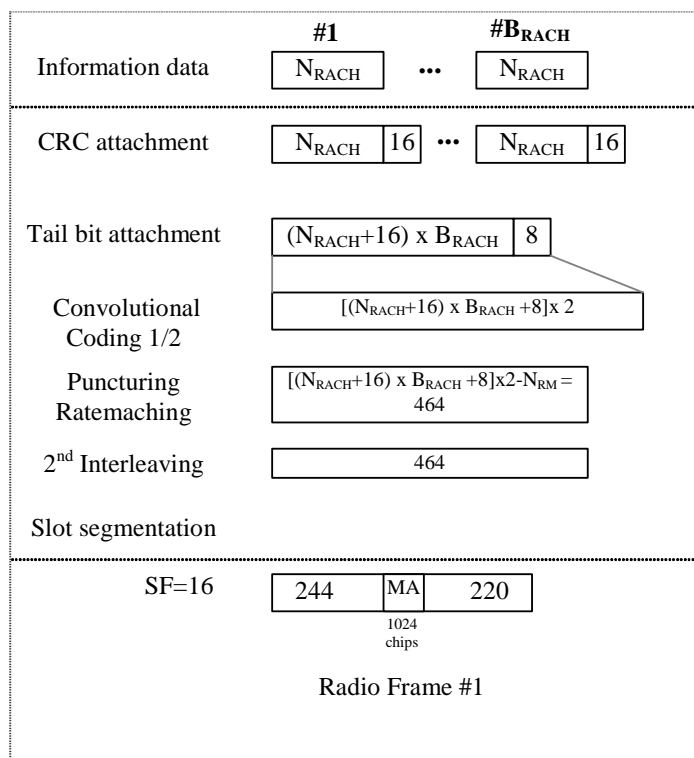 #1 #B_RACH
Information data N_RACH ... N_RACH
CRC attachment N_RACH 16 ... N_RACH 16
Tail bit attachment (N_RACH+16) x B_RACH 8
Convolutional
Coding 1/2
[(N_RACH+16) x B_RACH +8]x 2
Puncturing
Ratemaching
[(N_RACH+16) x B_RACH +8]x2-N_RM =
464
2nd Interleaving 464
Slot segmentation
SF=16 244 MA 220
1024
chips
Radio Frame #1